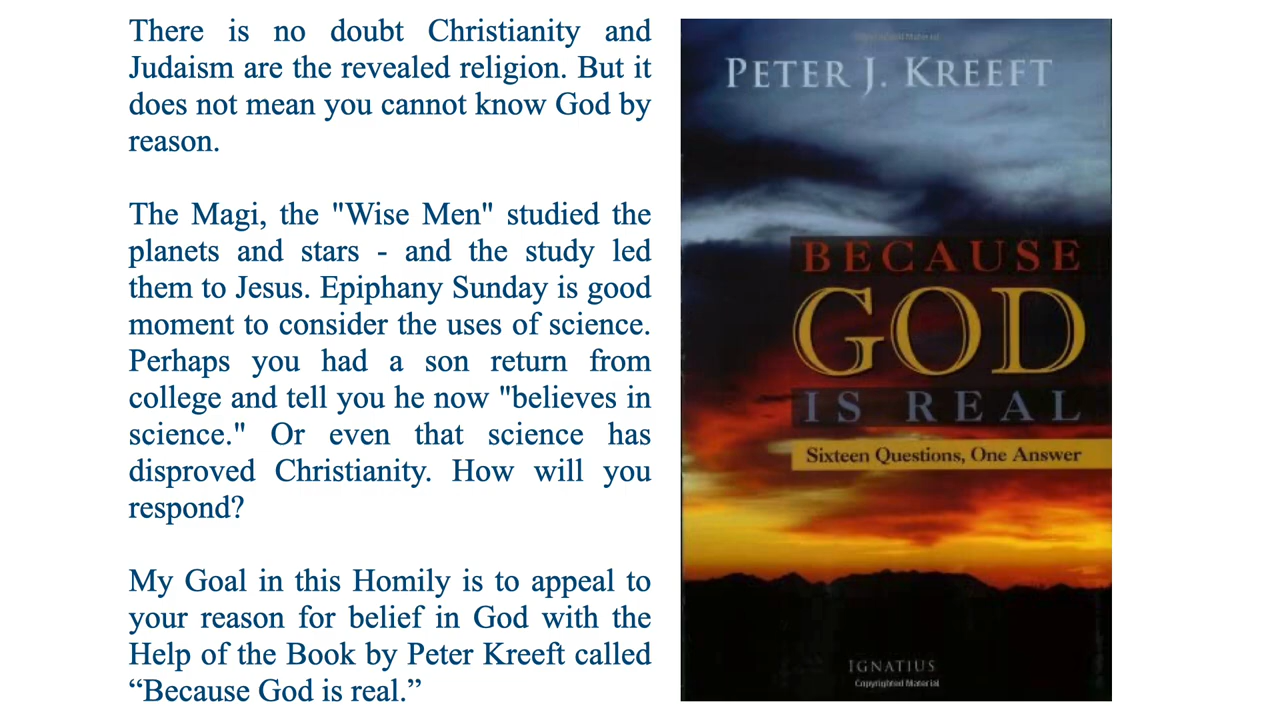 There is no doubt Christianity and
Judaism are the revealed religion. But it
does not mean you cannot know God by
reason.
The Magi, the "Wise Men" studied the
planets and stars - and the study led
them to Jesus. Epiphany Sunday is good
moment to consider the uses of science.
Perhaps you had a son return from
college and tell you he now "believes in
science." Or even that science has
disproved Christianity. How will you
respond?
My Goal in this Homily is to appeal to
your reason for belief in God with the
Help of the Book by Peter Kreeft called
“Because God is real.”
Copyrighted Material
PETER J. KREEFT
BECAUSE
GOD
IS REAL
Sixteen Questions, One Answer
IGNATIUS
Copyrighted Material